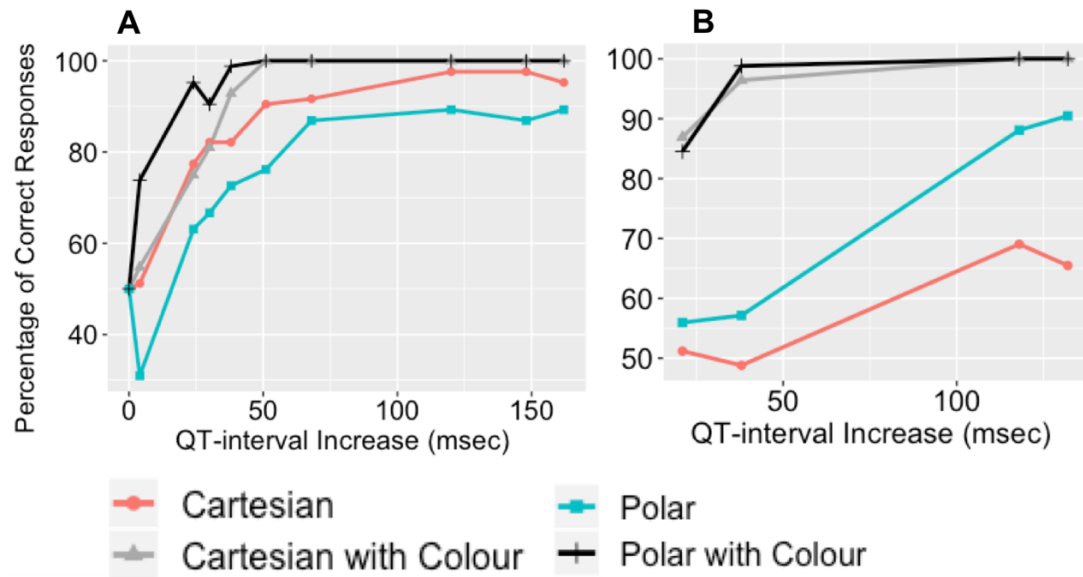 A
B
Percentage of Correct Responses
100
80
60
40
0
50
100
150
QT-interval Increase (msec)
100
90
80
70
60
50
50
100
QT-interval Increase (msec)
Cartesian
Polar
Cartesian with Colour
Polar with Colour